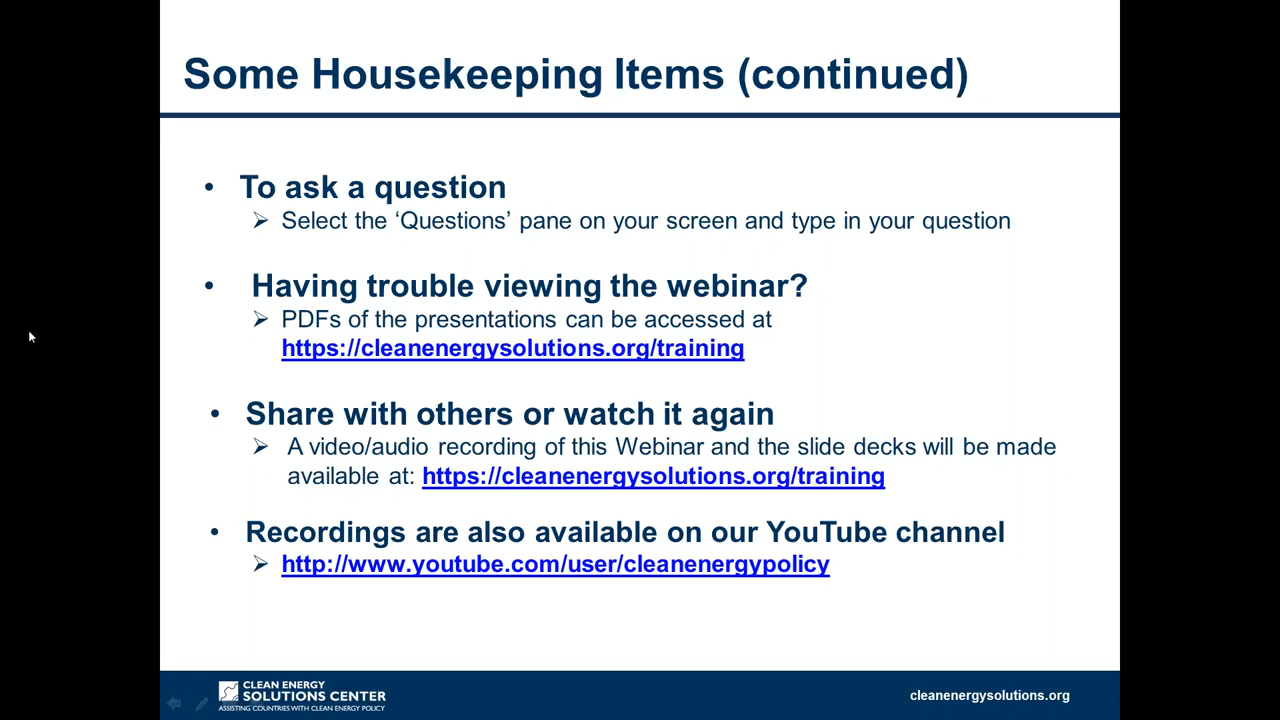 Some Housekeeping Items (continued)
• To ask a question
➢ Select the ‘Questions’ pane on your screen and type in your question
• Having trouble viewing the webinar?
➢ PDFs of the presentations can be accessed at
https://cleanenergysolutions.org/training
• Share with others or watch it again
➢ A video/audio recording of this Webinar and the slide decks will be made
available at: https://cleanenergysolutions.org/training
• Recordings are also available on our YouTube channel
➢ http://www.youtube.com/user/cleanenergypolicy
CLEAN ENERGY
SOLUTIONS CENTER
ASSISTING COUNTRIES WITH CLEAN ENERGY POLICY
cleanenergysolutions.org